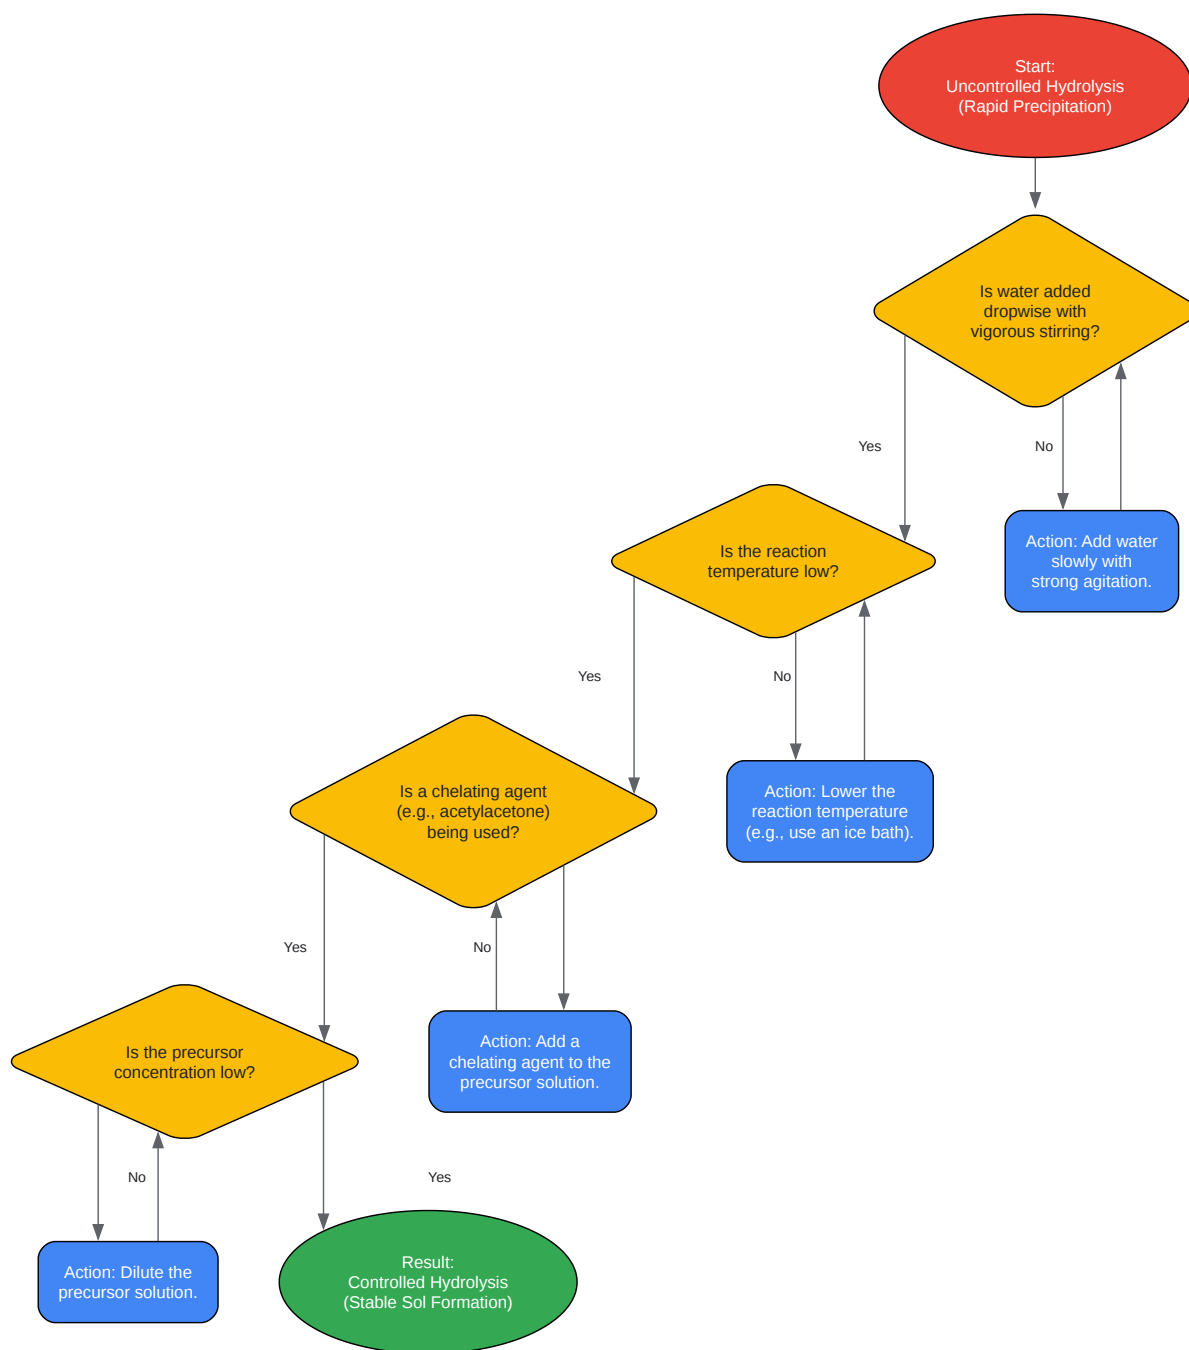 Start:
Uncontrolled Hydrolysis
(Rapid Precipitation)
Is water added
dropwise with
vigorous stirring?
Yes
No
Action: Add water
slowly with
strong agitation.
Is the reaction
temperature low?
Yes
No
Action: Lower the
reaction temperature
(e.g., use an ice bath).
Is a chelating agent
(e.g., acetylacetone)
being used?
Yes
No
Action: Add a
chelating agent to the
precursor solution.
Is the precursor
concentration low?
No
Yes
Action: Dilute the
precursor solution.
Result:
Controlled Hydrolysis
(Stable Sol Formation)